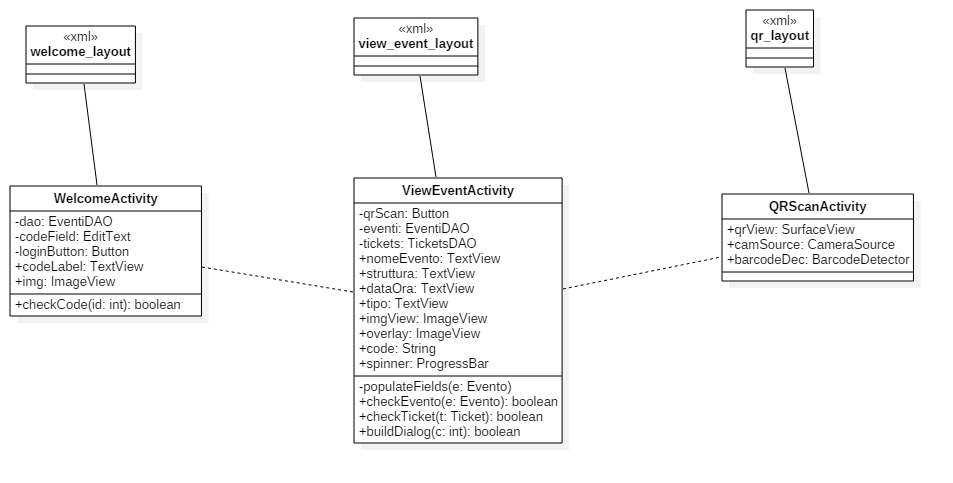 «xml»
welcome_layout
«xml»
view_event_layout
«xml»
qr_layout
WelcomeActivity
-dao: EventiDAO
-codeField: EditText
-loginButton: Button
+codeLabel: TextView
+img: ImageView
+checkCode(id: int): boolean
ViewEventActivity
-qrScan: Button
-eventi: EventiDAO
-tickets: TicketsDAO
+nomeEvento: TextView
+struttura: TextView
+dataOra: TextView
+tipo: TextView
+imgView: ImageView
+overlay: ImageView
+code: String
+spinner: ProgressBar
-populateFields(e: Evento)
+checkEvento(e: Evento): boolean
+checkTicket(t: Ticket): boolean
+buildDialog(c: int): boolean
QRScanActivity
+qrView: SurfaceView
+camSource: CameraSource
+barcodeDec: BarcodeDetector